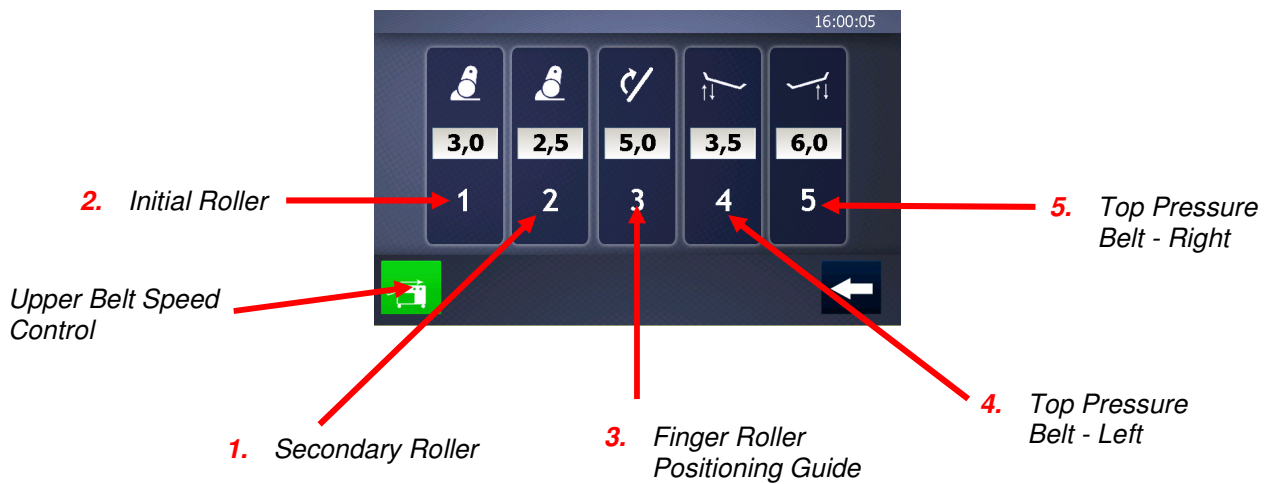 16:00:05
3,0 2,5 5,0 3,5 6,0
1 2 3 4 5
2. Initial Roller
5. Top Pressure
Belt - Right
Upper Belt Speed
Control
4. Top Pressure
Belt - Left
1. Secondary Roller
3. Finger Roller
Positioning Guide